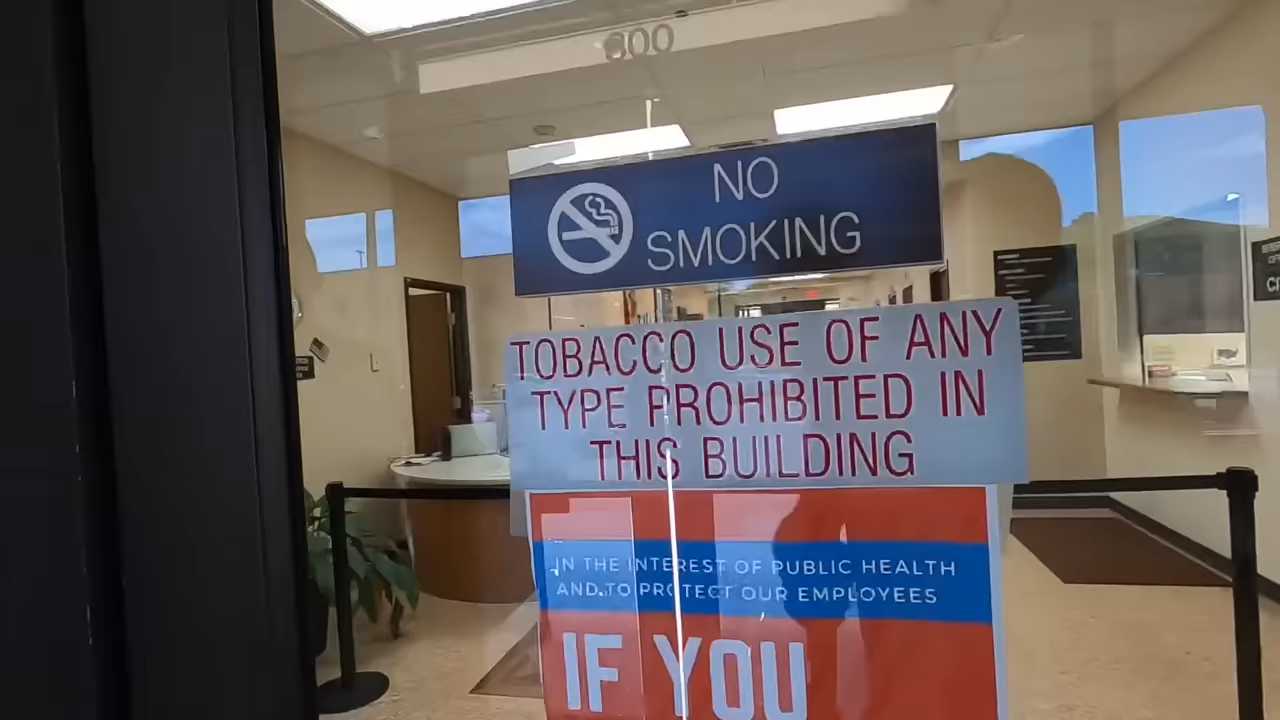 800
NO
SMOKING
TOBACCO USE OF ANY
TYPE PROHIBITED IN
THIS BUILDING
IN THE INTEREST OF PUBLIC HEALTH
AND TO PROTECT OUR EMPLOYEES
IF YOU